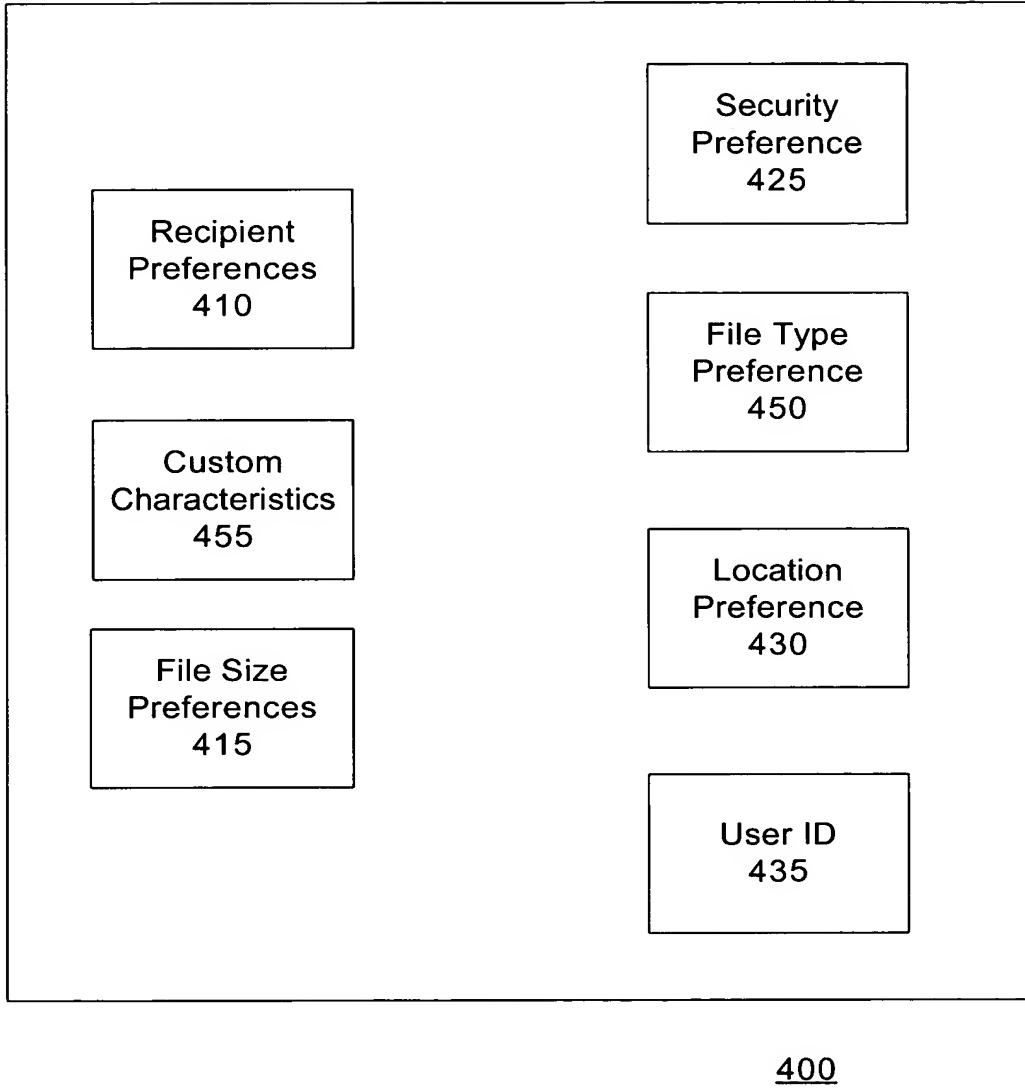 Recipient
Preferences
410
Custom
Characteristics
455
File Size
Preferences
415
Security
Preference
425
File Type
Preference
450
Location
Preference
430
User ID
435
400